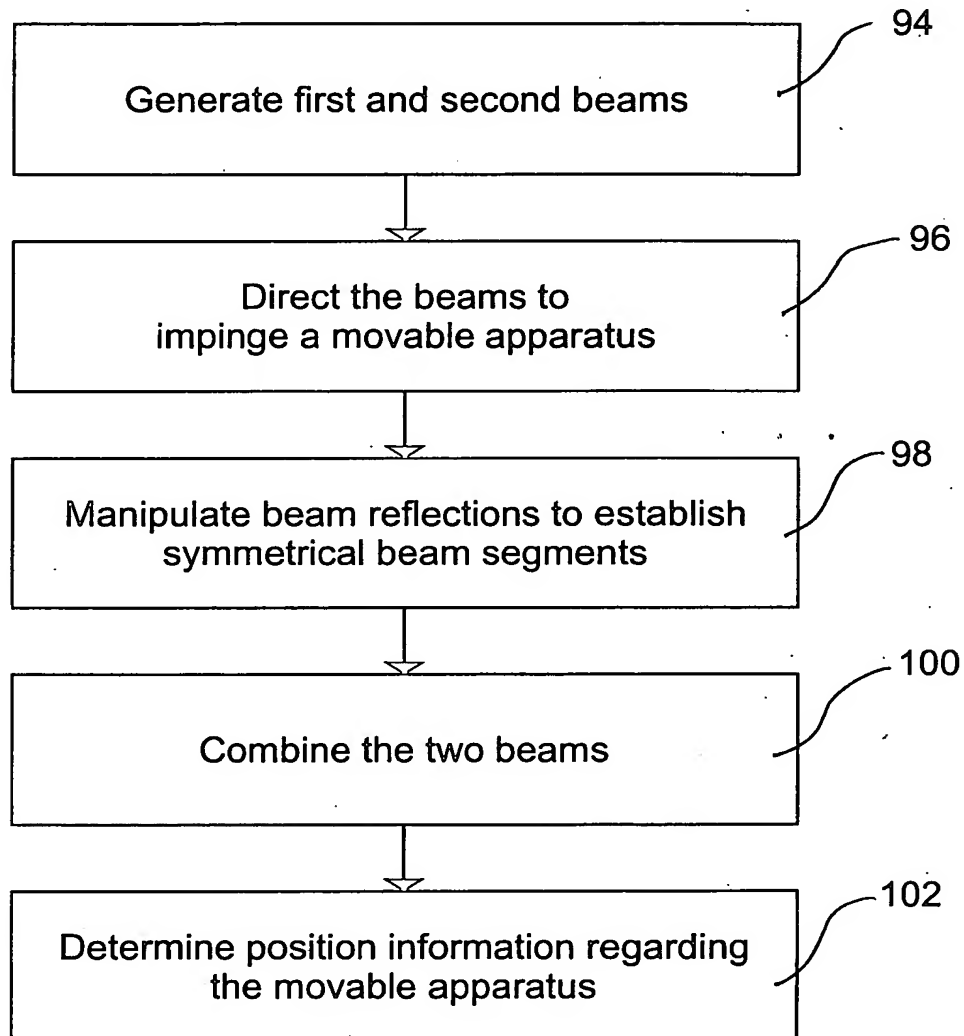 94
Generate first and second beams
96
Direct the beams to
impinge a movable apparatus
98
Manipulate beam reflections to establish
symmetrical beam segments
100
Combine the two beams
102
Determine position information regarding
the movable apparatus